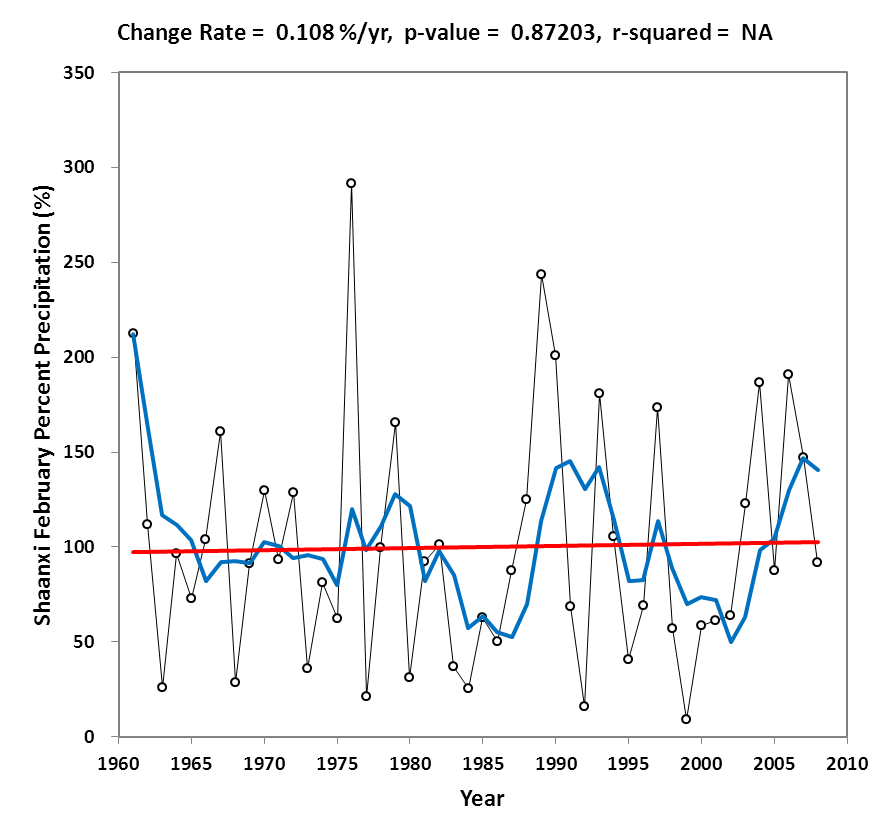 Change Rate = 0.108 %/yr, p-value = 0.87203, r-squared = NA
350
300
250
200
150
100
50
0
Shaanxi February Percent Precipitation (%)
1960 1965 1970 1975 1980 1985 1990 1995 2000 2005 2010
Year